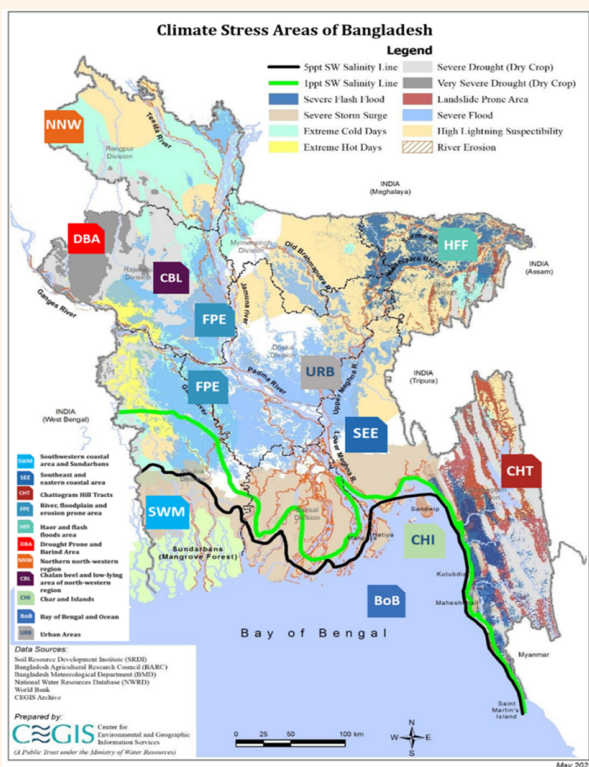 Climate Stress Areas of Bangladesh
Legend
5ppt SW Salinity Line
1ppt SW Salinity Line
Severe Flash Flood
Severe Storm Surge
Extreme Cold Days
Extreme Hot Days
Severe Drought (Dry Crop)
Very Severe Drought (Dry Crop)
Landslide Prone Area
Severe Flood
High Lightning Suspectibility
River Erosion
NNW
Teesta River
Rangpur
Division
INDIA
(Meghalaya)
DBA
HFF
Mymensingh
Division
Old Brahmaputra R.
INDIA
(Assam)
CBL
Division
Ganges River
Jamuna river
FPE
Division
URB
FPE
Padma River
Upper Meghna R.
INDIA
(Tripura)
INDIA
(West Bengal)
SEE
Lower Meghna R.
CHT
SWM
Division
Sandwip
Hatiya
Sundarbans
(Mangrove Forest)
CHI
Kutubdia
BoB
Bay of Bengal
Myanmar
Saint
Martin's
Island
SWM Southwestern coastal
area and Sundarbans
SEE Southeast and
eastern coastal area
CHT Chattogram Hill Tracts
FPE River, floodplain and
erosion prone area
HFF Haor and flash
floods area
DBA Drought Prone and
Barind Area
NNW Northern north-western
region
CBL Chalan beel and low-lying
area of north-western
region
CHI Char and Islands
BoB Bay of Bengal and Ocean
URB Urban Areas
Data Sources:
Soil Resource Development Institute (SRDI)
Bangladesh Agricultural Research Council (BARC)
Bangladesh Meteorological Department (BMD)
National Water Resources Database (NWRD)
World Bank
CEGIS Archive
Prepared by:
CEGIS Center for
Environmental and Geographic
Information Services
(A Public Trust under the Ministry of Water Resources)
0 25 50 100 km
N
W E
S
May 202